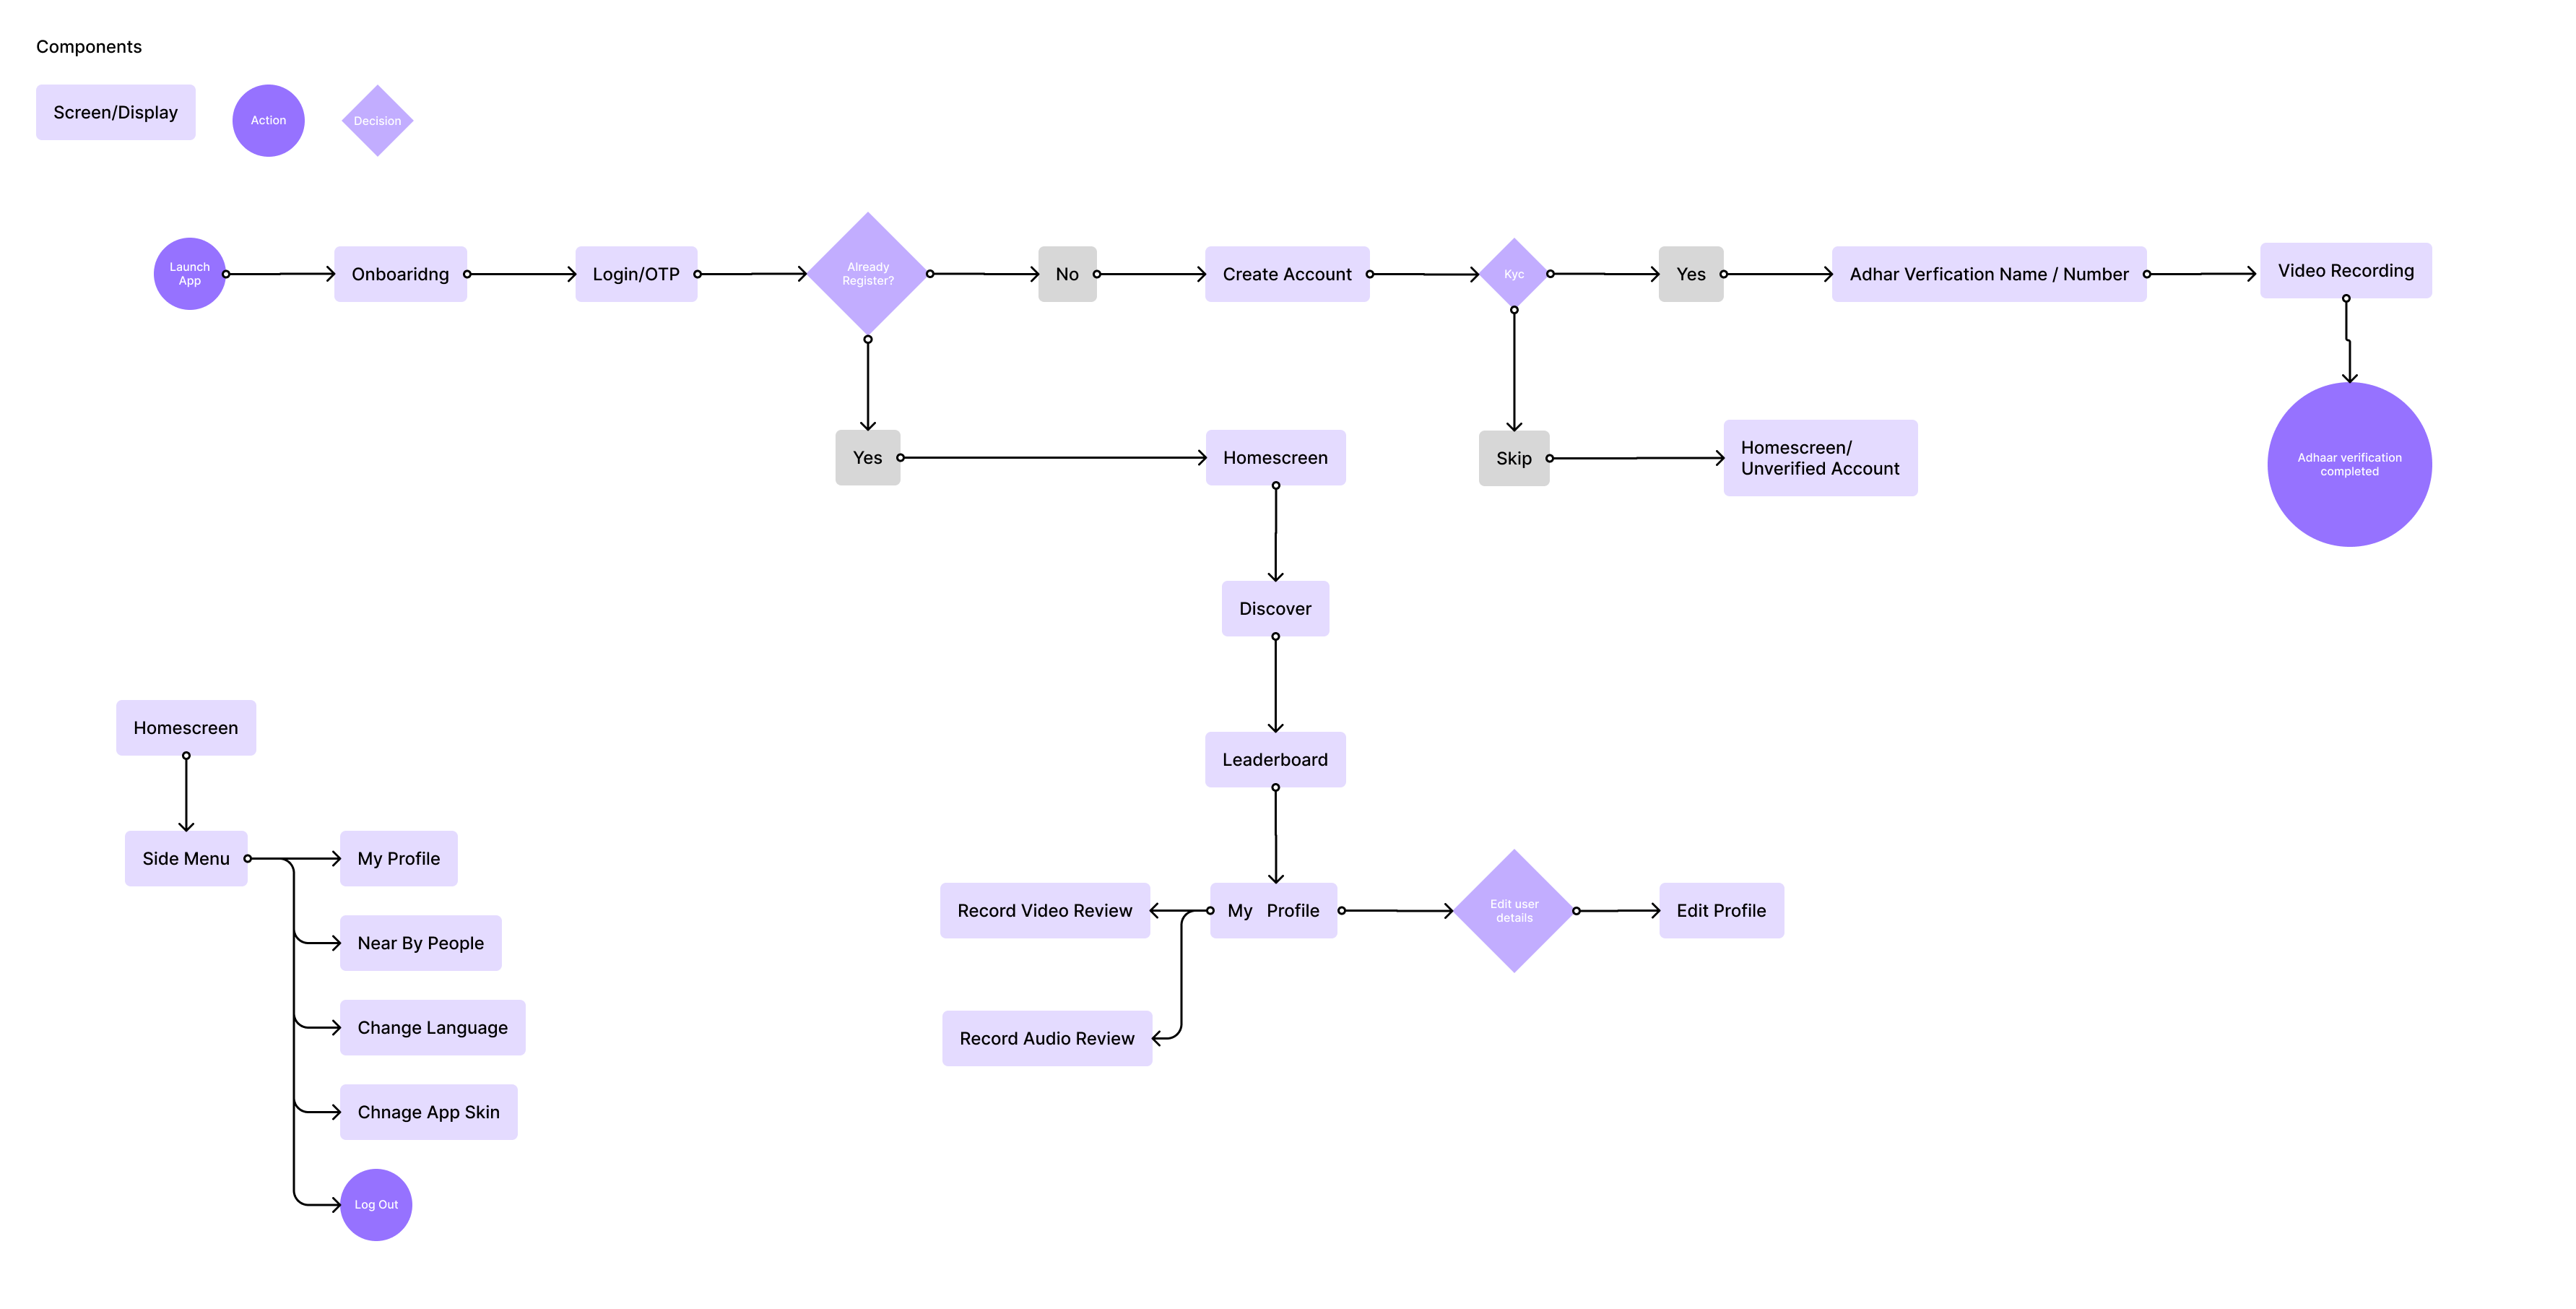 Components
Screen/Display
Action
Decision
Launch
App
Onboaridng
Login/OTP
Already
Register?
No
Create Account
Kyc
Yes
Adhar Verfication Name / Number
Video Recording
Yes
Homescreen
Skip
Homescreen/
Unverified Account
Adhaar verification
completed
Discover
Leaderboard
Record Video Review
My Profile
Edit user
details
Edit Profile
Record Audio Review
Homescreen
Side Menu
My Profile
Near By People
Change Language
Chnage App Skin
Log Out